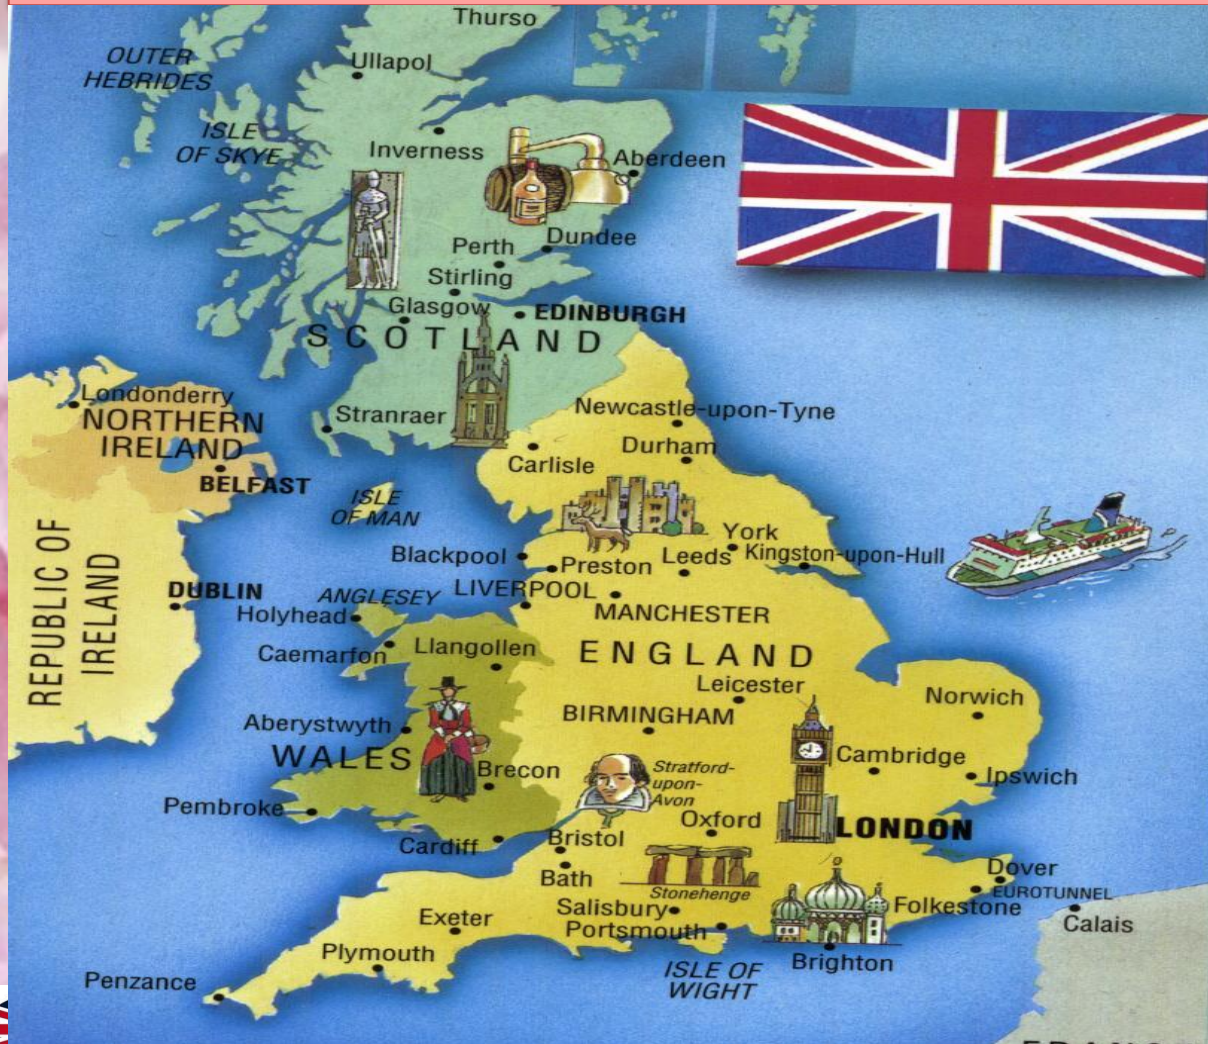 Thurso
OUTER
HEBRIDES
Ullapol
ISLE
OF SKYE
Inverness
Aberdeen
Perth
Dundee
Stirling
Glasgow
EDINBURGH
SCOTLAND
Londonderry
NORTHERN
IRELAND
Stranraer
Newcastle-upon-Tyne
Durham
Carlisle
BELFAST
ISLE
OF MAN
REPUBLIC OF
IRELAND
York
Blackpool
Preston
Leeds
Kingston-upon-Hull
DUBLIN
ANGLESEY
LIVERPOOL
Holyhead
MANCHESTER
Caemarfon
Llangollen
ENGLAND
Leicester
Norwich
BIRMINGHAM
Aberystwyth
WALES
Brecon
Stratford-
upon-
Avon
Cambridge
Ipswich
Pembroke
Oxford
LONDON
Cardiff
Bristol
Bath
Stonehenge
Dover
EUROTUNNEL
Folkestone
Calais
Salisbury
Portsmouth
Exeter
Plymouth
Brighton
ISLE OF
WIGHT
Penzance